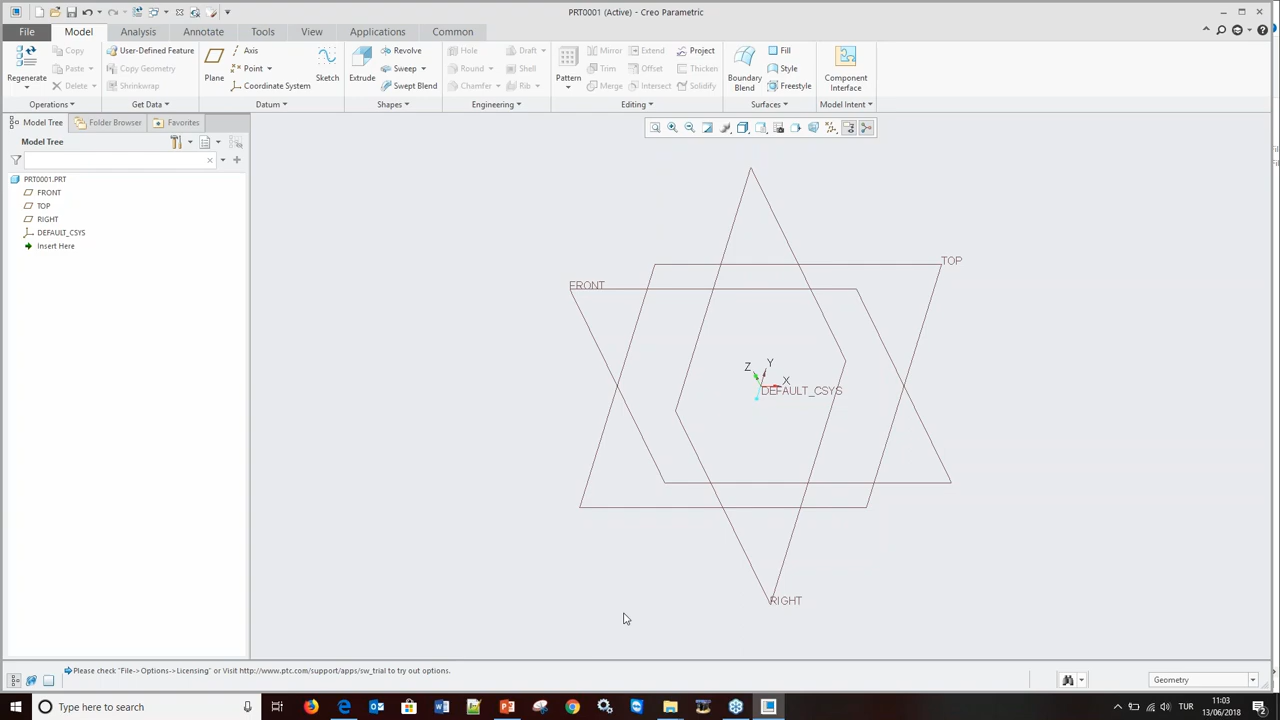 PRT0001 (Active) - Creo Parametric
File Model Analysis Annotate Tools View Applications Common
Regenerate
Copy
Paste
Delete
Operations
User-Defined Feature
Copy Geometry
Shrinkwrap
Get Data
Plane
Axis
Point
Coordinate System
Sketch
Datum
Extrude
Revolve
Sweep
Swept Blend
Shapes
Hole
Round
Chamfer
Draft
Shell
Rib
Engineering
Pattern
Mirror
Extend
Project
Trim
Offset
Thicken
Merge
Intersect
Solidify
Editing
Boundary
Blend
Fill
Style
Freestyle
Surfaces
Component
Interface
Model Intent
Model Tree Folder Browser Favorites
Model Tree
PRT0001.PRT
FRONT
TOP
RIGHT
DEFAULT_CSYS
Insert Here
TOP
FRONT
Z
Y
X
DEFAULT_CSYS
RIGHT
Please check "File-> Options-> Licensing" or Visit http://www.ptc.com/support/apps/sw_trial to try out options.
Geometry
Type here to search
TUR
11:03
13/06/2018
2